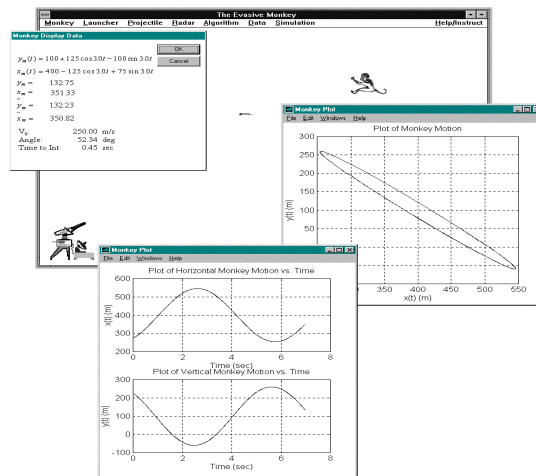 The Evasive Monkey
Monkey Launcher Projectile Radar Algorithm Data Simulation Help/Instruct
Monkey Display Data
OK
Cancel
y_m(t) = 100 + 125 cos 3.0t − 100 sin 3.0t
x_m(t) = 400 − 125 cos 3.0t + 75 sin 3.0t
y_m = 132.75
x_m = 351.33
ŷ_m = 132.23
x̂_m = 350.82
V_g: 250.00 m/s
Angle: 52.34 deg
Time to Int: 0.45 sec
Monkey Plot
File Edit Windows Help
Plot of Monkey Motion
y(t) (m)
300
250
200
150
100
50
300 350 400 450 500 550
x(t) (m)
Monkey Plot
File Edit Windows Help
Plot of Horizontal Monkey Motion vs. Time
x(t) (m)
600
500
400
300
200
0 2 4 6 8
Time (sec)
Plot of Vertical Monkey Motion vs. Time
y(t) (m)
300
200
100
0
-100
0 2 4 6 8
Time (sec)